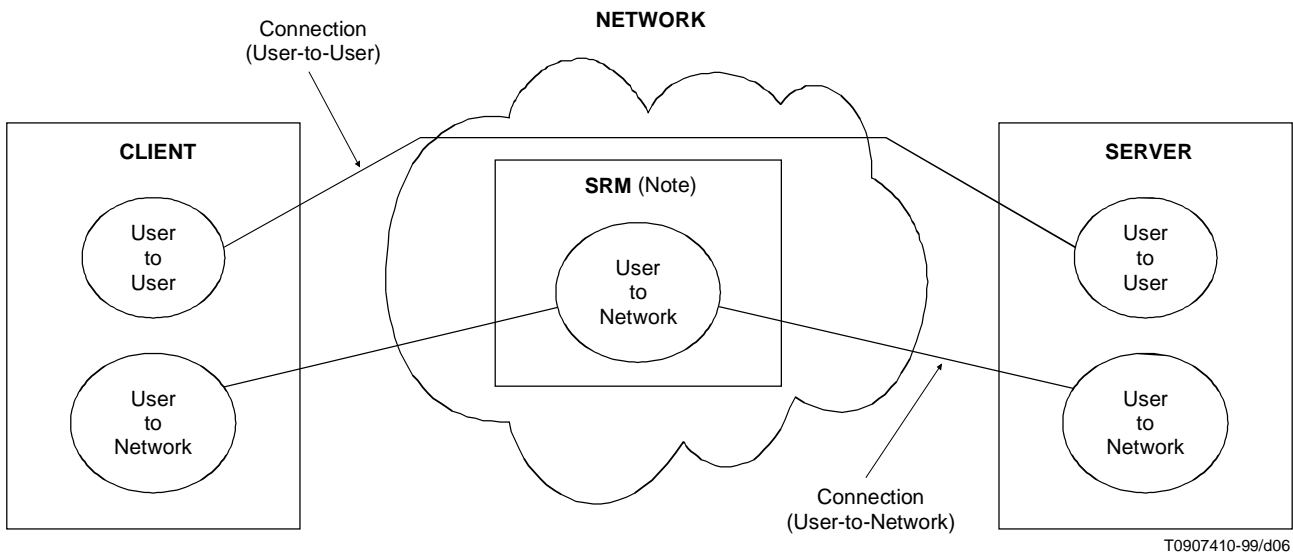 NETWORK
Connection
(User-to-User)
CLIENT
User
to
User
User
to
Network
SRM (Note)
User
to
Network
SERVER
User
to
User
User
to
Network
Connection
(User-to-Network)
T0907410-99/d06